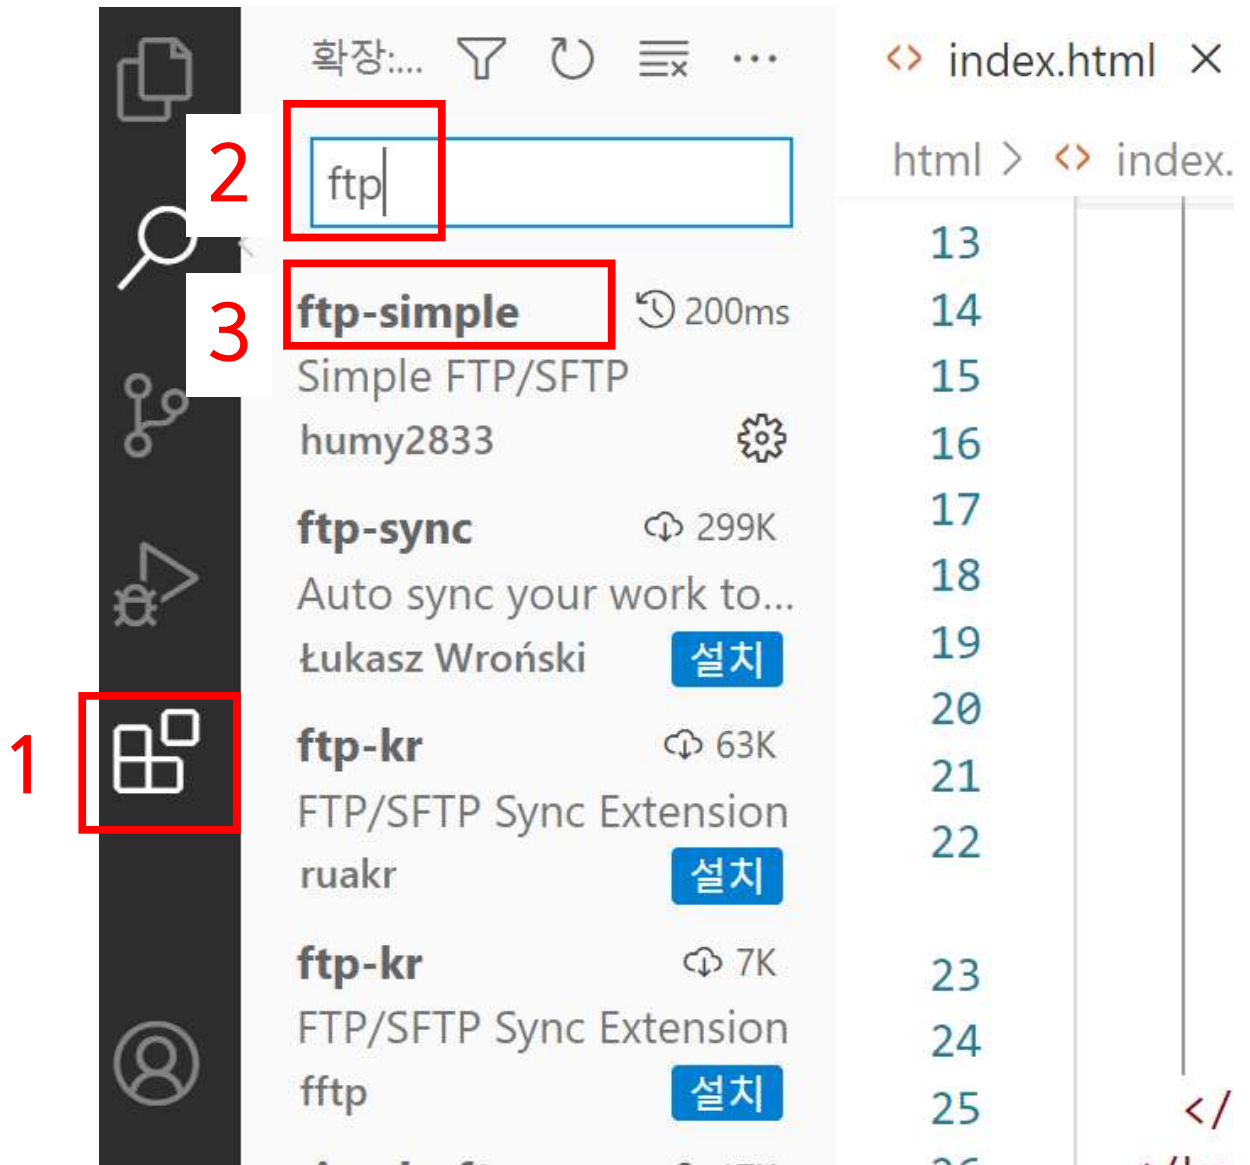 확장:...
index.html
2
ftp
html > index.
3
ftp-simple 200ms
Simple FTP/SFTP
humy2833
ftp-sync 299K
Auto sync your work to...
Łukasz Wroński 설치
1
ftp-kr 63K
FTP/SFTP Sync Extension
ruakr 설치
ftp-kr 7K
FTP/SFTP Sync Extension
fftp 설치
13
14
15
16
17
18
19
20
21
22
23
24
25 </